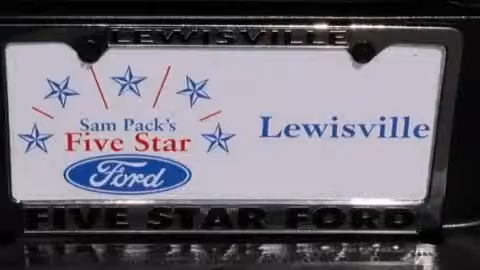 LEWISVILLE
Sam Pack's
Five Star
Ford
Lewisville
FIVE STAR FORD